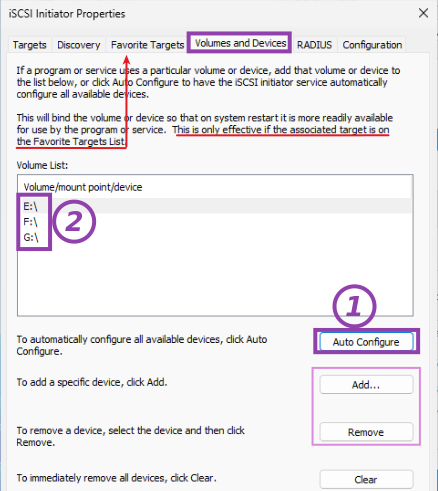 iSCSI Initiator Properties
Targets Discovery Favorite Targets Volumes and Devices RADIUS Configuration
If a program or service uses a particular volume or device, add that volume or device to
the list below, or click Auto Configure to have the iSCSI initiator service automatically
configure all available devices.
This will bind the volume or device so that on system restart it is more readily available
for use by the program or service. This is only effective if the associated target is on
the Favorite Targets List.
Volume List:
Volume/mount point/device
E:\
F:\
G:\
2
1
To automatically configure all available devices, click Auto
Configure.
Auto Configure
To add a specific device, click Add.
Add...
To remove a device, select the device and then click
Remove.
Remove
To immediately remove all devices, click Clear.
Clear